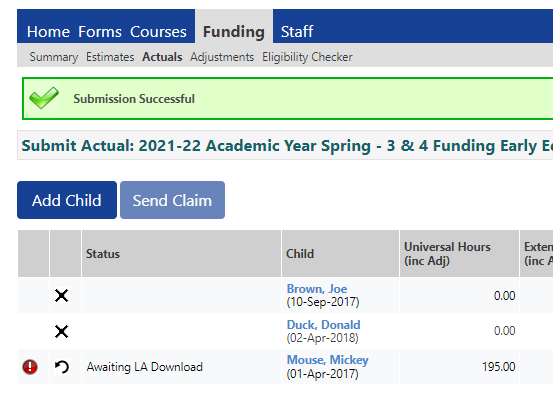 Home Forms Courses Funding Staff
Summary Estimates Actuals Adjustments Eligibility Checker
Submission Successful
Submit Actual: 2021-22 Academic Year Spring - 3 & 4 Funding Early E
Add Child Send Claim
Status Child Universal Hours Exten
(inc Adj) (inc A
Brown, Joe
(10-Sep-2017) 0.00
Duck, Donald
(02-Apr-2018) 0.00
Awaiting LA Download Mouse, Mickey 195.00
(01-Apr-2017)